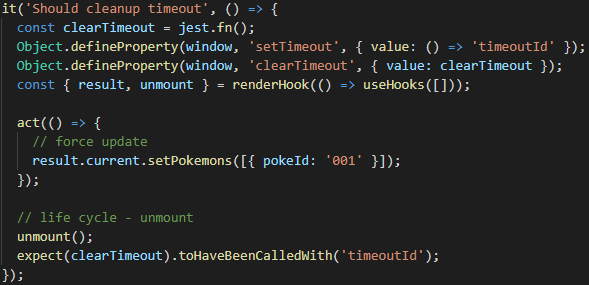 it('Should cleanup timeout', () => {
  const clearTimeout = jest.fn();
  Object.defineProperty(window, 'setTimeout', { value: () => 'timeoutId' });
  Object.defineProperty(window, 'clearTimeout', { value: clearTimeout });
  const { result, unmount } = renderHook(() => useHooks([]));

  act(() => {
    // force update
    result.current.setPokemons([{ pokeId: '001' }]);
  });

  // life cycle - unmount
  unmount();
  expect(clearTimeout).toHaveBeenCalledWith('timeoutId');
});